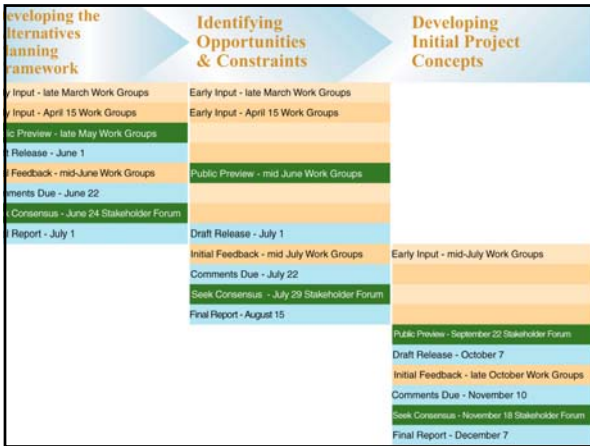 eveloping the
lternatives
lanning
ramework
Identifying
Opportunities
& Constraints
Developing
Initial Project
Concepts
y Input - late March Work Groups
Early Input - late March Work Groups
y Input - April 15 Work Groups
Early Input - April 15 Work Groups
ic Preview - late May Work Groups
t Release - June 1
l Feedback - mid-June Work Groups
Public Preview - mid June Work Groups
ments Due - June 22
k Consensus - June 24 Stakeholder Forum
l Report - July 1
Draft Release - July 1
Initial Feedback - mid July Work Groups
Early Input - mid-July Work Groups
Comments Due - July 22
Seek Consensus - July 29 Stakeholder Forum
Final Report - August 15
Public Preview - September 22 Stakeholder Forum
Draft Release - October 7
Initial Feedback - late October Work Groups
Comments Due - November 10
Seek Consensus - November 18 Stakeholder Forum
Final Report - December 7